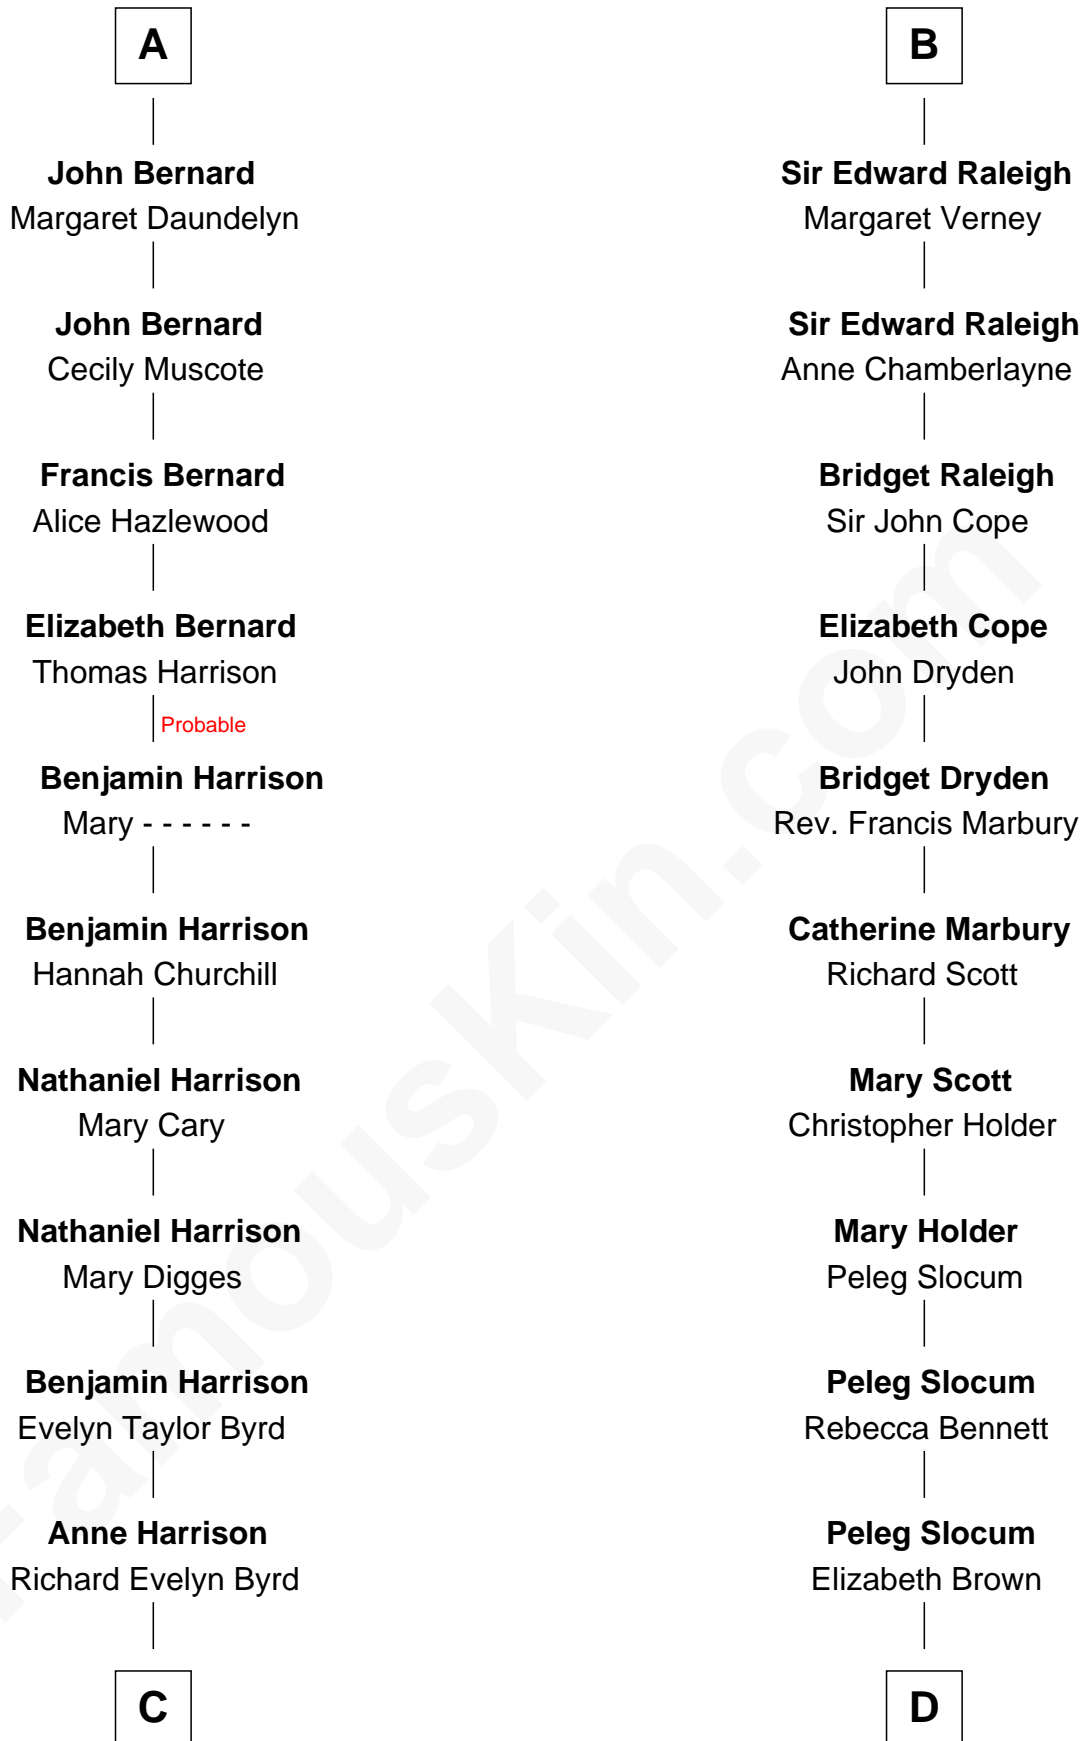 A
John Bernard
Margaret Daundelyn
John Bernard
Cecily Muscote
Francis Bernard
Alice Hazlewood
Elizabeth Bernard
Thomas Harrison
Probable
Benjamin Harrison
Mary - - - - - -
Benjamin Harrison
Hannah Churchill
Nathaniel Harrison
Mary Cary
Nathaniel Harrison
Mary Digges
Benjamin Harrison
Evelyn Taylor Byrd
Anne Harrison
Richard Evelyn Byrd
C
B
Sir Edward Raleigh
Margaret Verney
Sir Edward Raleigh
Anne Chamberlayne
Bridget Raleigh
Sir John Cope
Elizabeth Cope
John Dryden
Bridget Dryden
Rev. Francis Marbury
Catherine Marbury
Richard Scott
Mary Scott
Christopher Holder
Mary Holder
Peleg Slocum
Peleg Slocum
Rebecca Bennett
Peleg Slocum
Elizabeth Brown
D
FamousKin.com